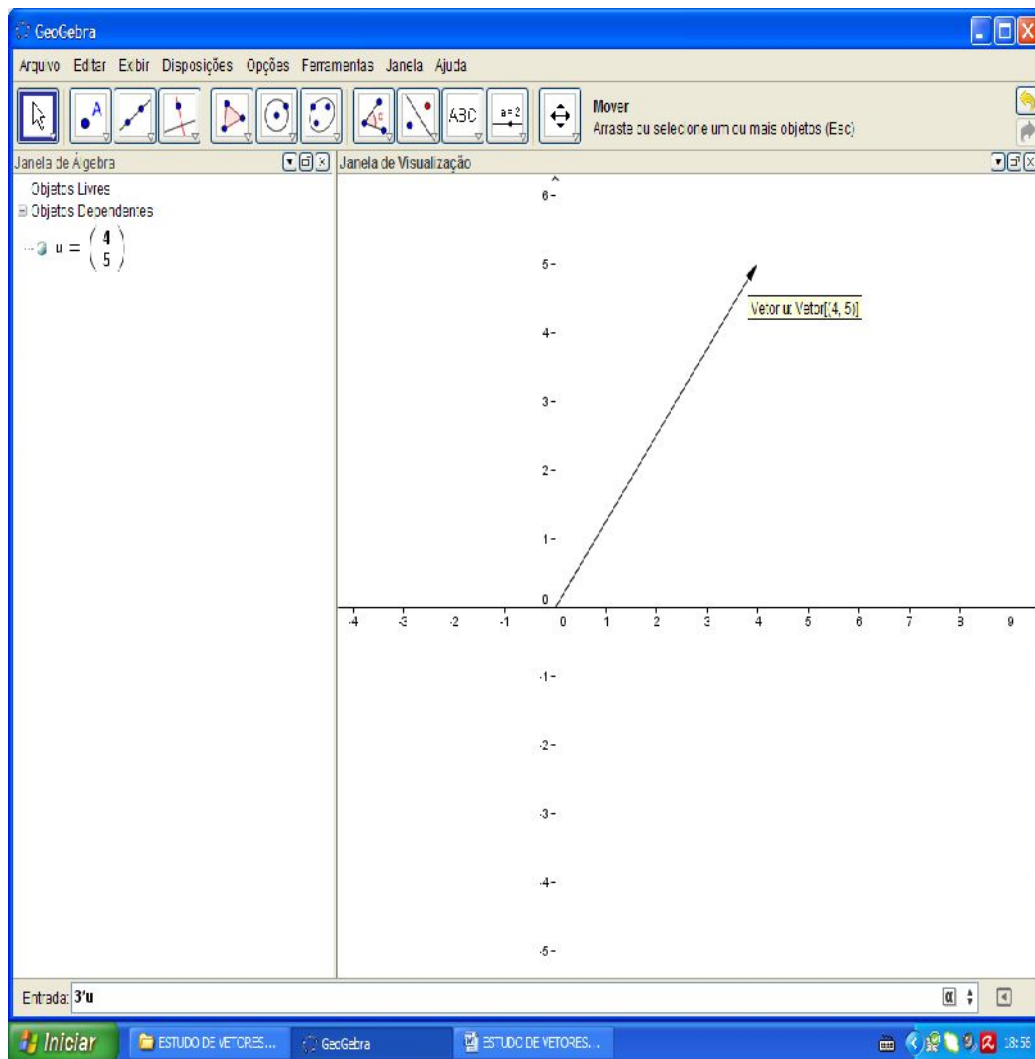 GeoGebra
Arquivo Editar Exibir Disposições Opções Ferramentas Janela Ajuda
A
ABC
a=2
Mover
Arraste ou selecione um ou mais objetos (Esc)
Janela de Álgebra
Janela de Visualização
Objetos Livres
Objetos Dependentes
u = ( 4 5 )
6
5
Vetor u: Vetor[(4, 5)]
4
3
2
1
0
-4 -3 -2 -1 0 1 2 3 4 5 6 7 8 9
-1
-2
-3
-4
-5
Entrada: 3*u
α
Iniciar ESTUDO DE VETORES... GeoGebra ESTUDO DE VETORES...